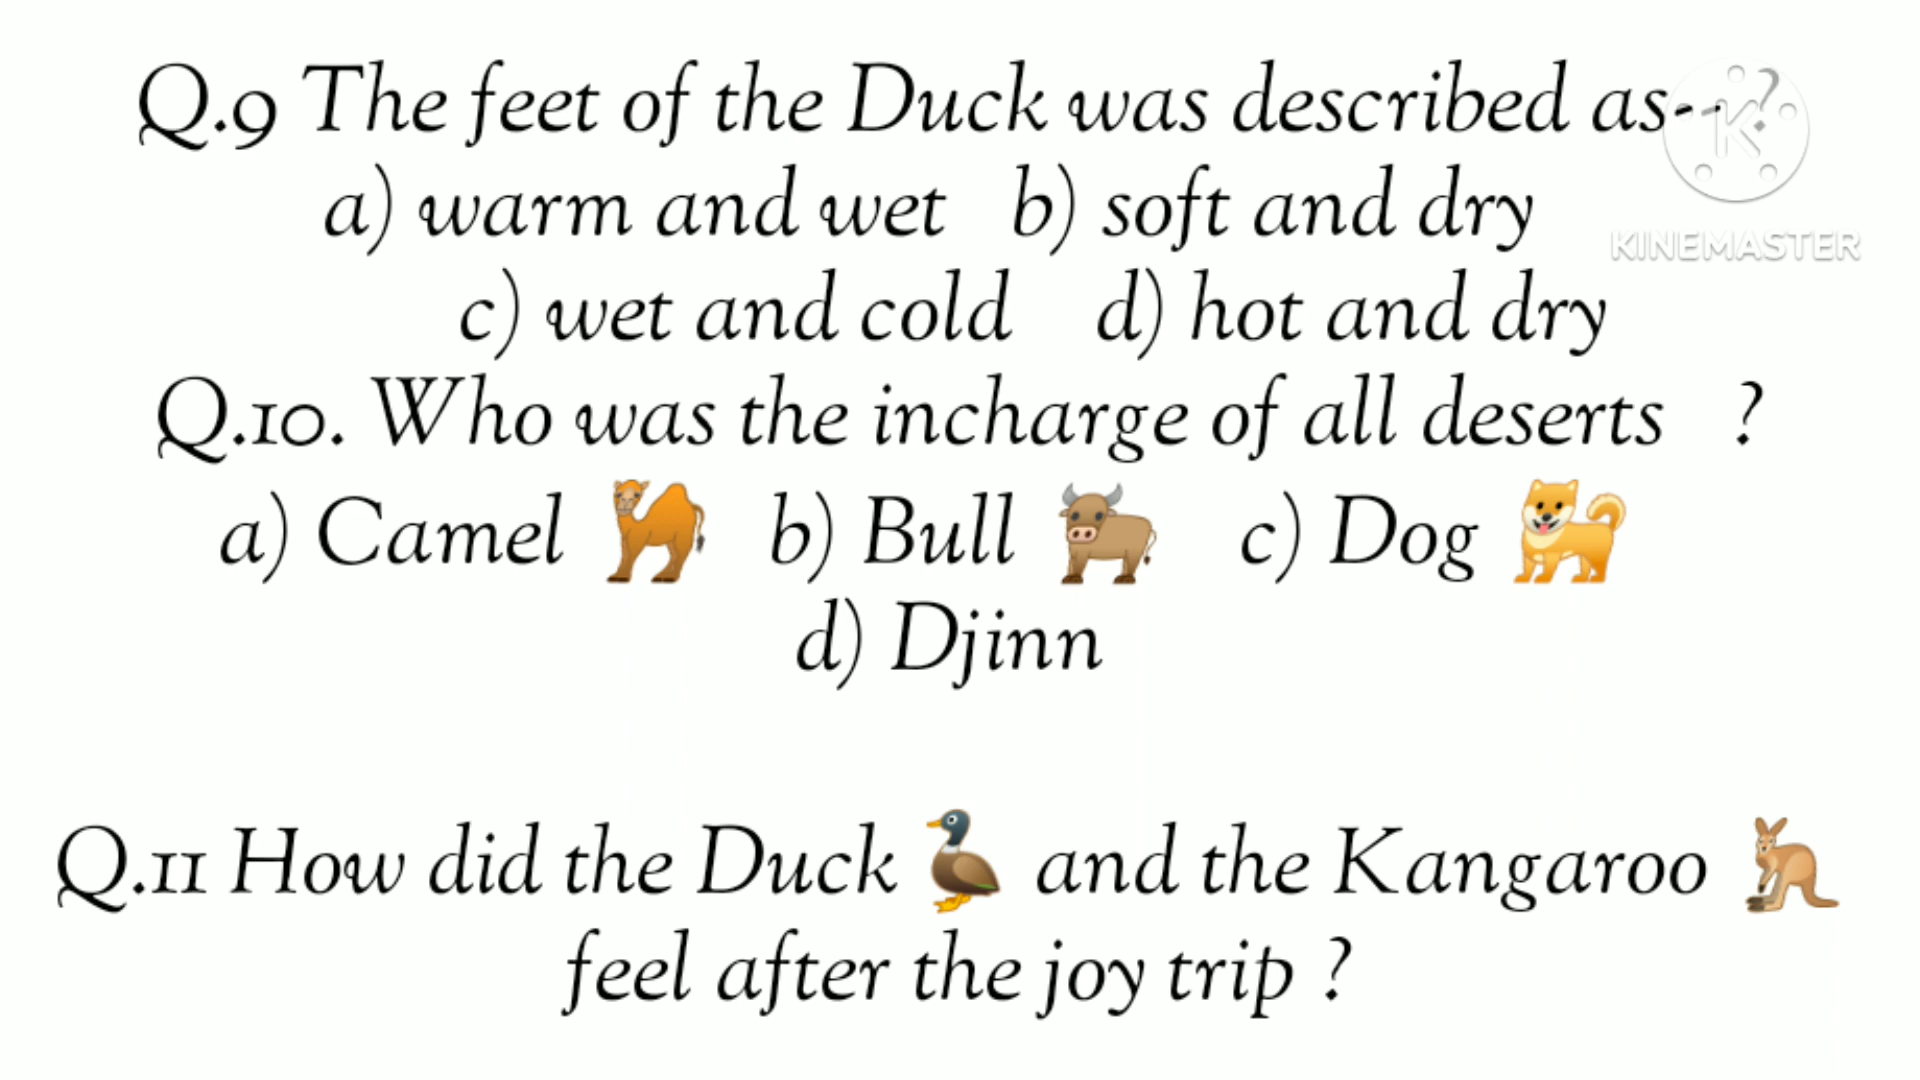 Q.9 The feet of the Duck was described as--?
a) warm and wet b) soft and dry
KINEMASTER
c) wet and cold d) hot and dry
Q.10. Who was the incharge of all deserts ?
a) Camel 🐪 b) Bull 🐂 c) Dog 🐕
d) Djinn
Q.11 How did the Duck 🦆 and the Kangaroo 🦘
feel after the joy trip ?